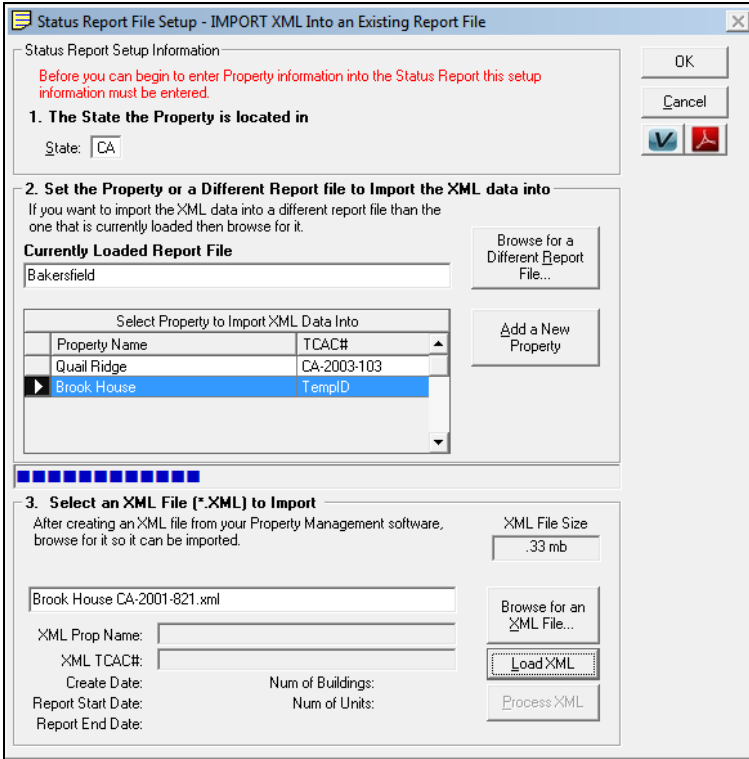 Status Report File Setup - IMPORT XML Into an Existing Report File
Status Report Setup Information
Before you can begin to enter Property information into the Status Report this setup
information must be entered.
1. The State the Property is located in
State: CA
OK
Cancel
2. Set the Property or a Different Report file to Import the XML data into
If you want to import the XML data into a different report file than the
one that is currently loaded then browse for it.
Currently Loaded Report File
Bakersfield
Browse for a
Different Report
File...
Select Property to Import XML Data Into
Property Name TCAC#
Quail Ridge CA-2003-103
Brook House TempID
Add a New
Property
3. Select an XML File (*.XML) to Import
After creating an XML file from your Property Management software,
browse for it so it can be imported.
XML File Size
.33 mb
Brook House CA-2001-821.xml
Browse for an
XML File...
XML Prop Name:
XML TCAC#:
Load XML
Create Date: Num of Buildings:
Report Start Date: Num of Units:
Process XML
Report End Date: